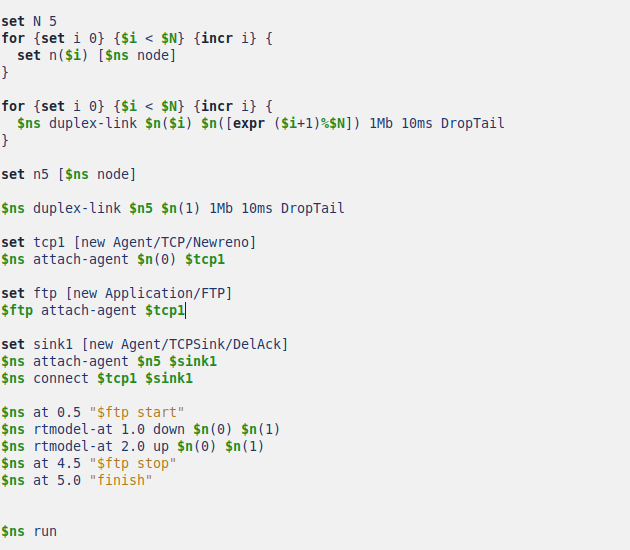 set N 5
for {set i 0} {$i < $N} {incr i} {
  set n($i) [$ns node]
}
for {set i 0} {$i < $N} {incr i} {
  $ns duplex-link $n($i) $n([expr ($i+1)%$N]) 1Mb 10ms DropTail
}
set n5 [$ns node]
$ns duplex-link $n5 $n(1) 1Mb 10ms DropTail
set tcp1 [new Agent/TCP/Newreno]
$ns attach-agent $n(0) $tcp1
set ftp [new Application/FTP]
$ftp attach-agent $tcp1
set sink1 [new Agent/TCPSink/DelAck]
$ns attach-agent $n5 $sink1
$ns connect $tcp1 $sink1
$ns at 0.5 "$ftp start"
$ns rtmodel-at 1.0 down $n(0) $n(1)
$ns rtmodel-at 2.0 up $n(0) $n(1)
$ns at 4.5 "$ftp stop"
$ns at 5.0 "finish"
$ns run